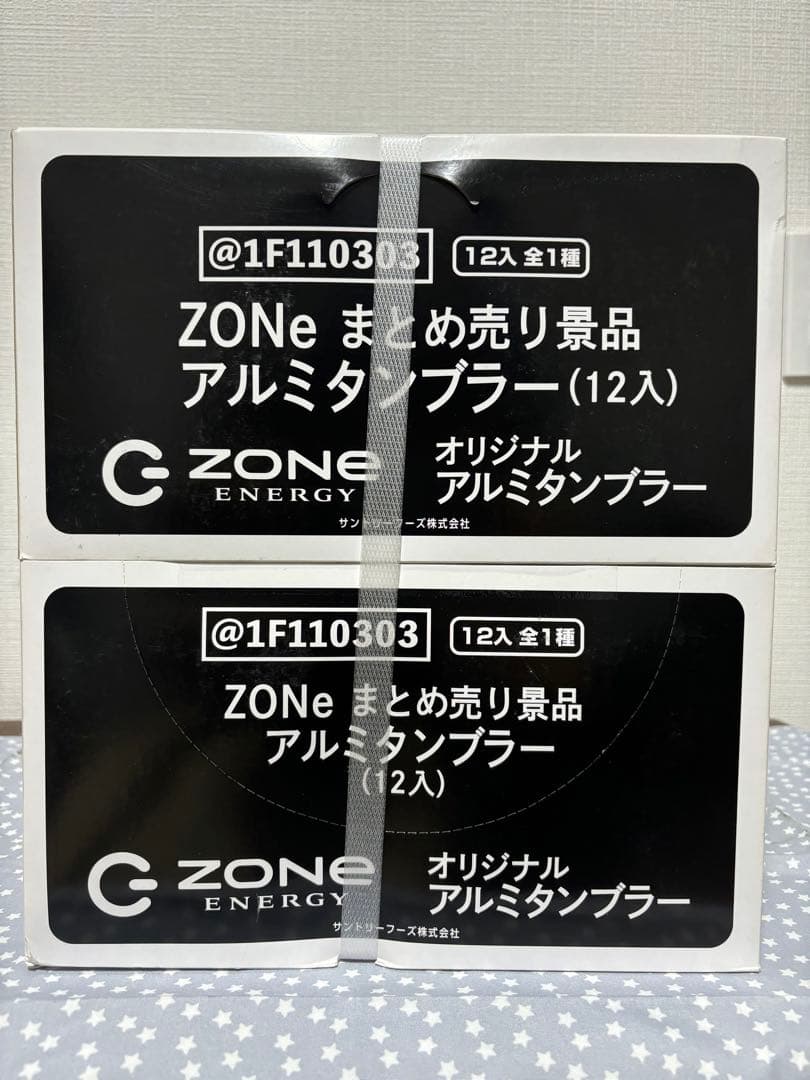 @1F110303 12入 全1種
ZONe まとめ売り景品
アルミタンブラー(12入)
ZONe オリジナル
ENERGY アルミタンブラー
サントリーフーズ株式会社
@1F110303 12入 全1種
ZONe まとめ売り景品
アルミタンブラー
(12入)
ZONe オリジナル
ENERGY アルミタンブラー
サントリーフーズ株式会社